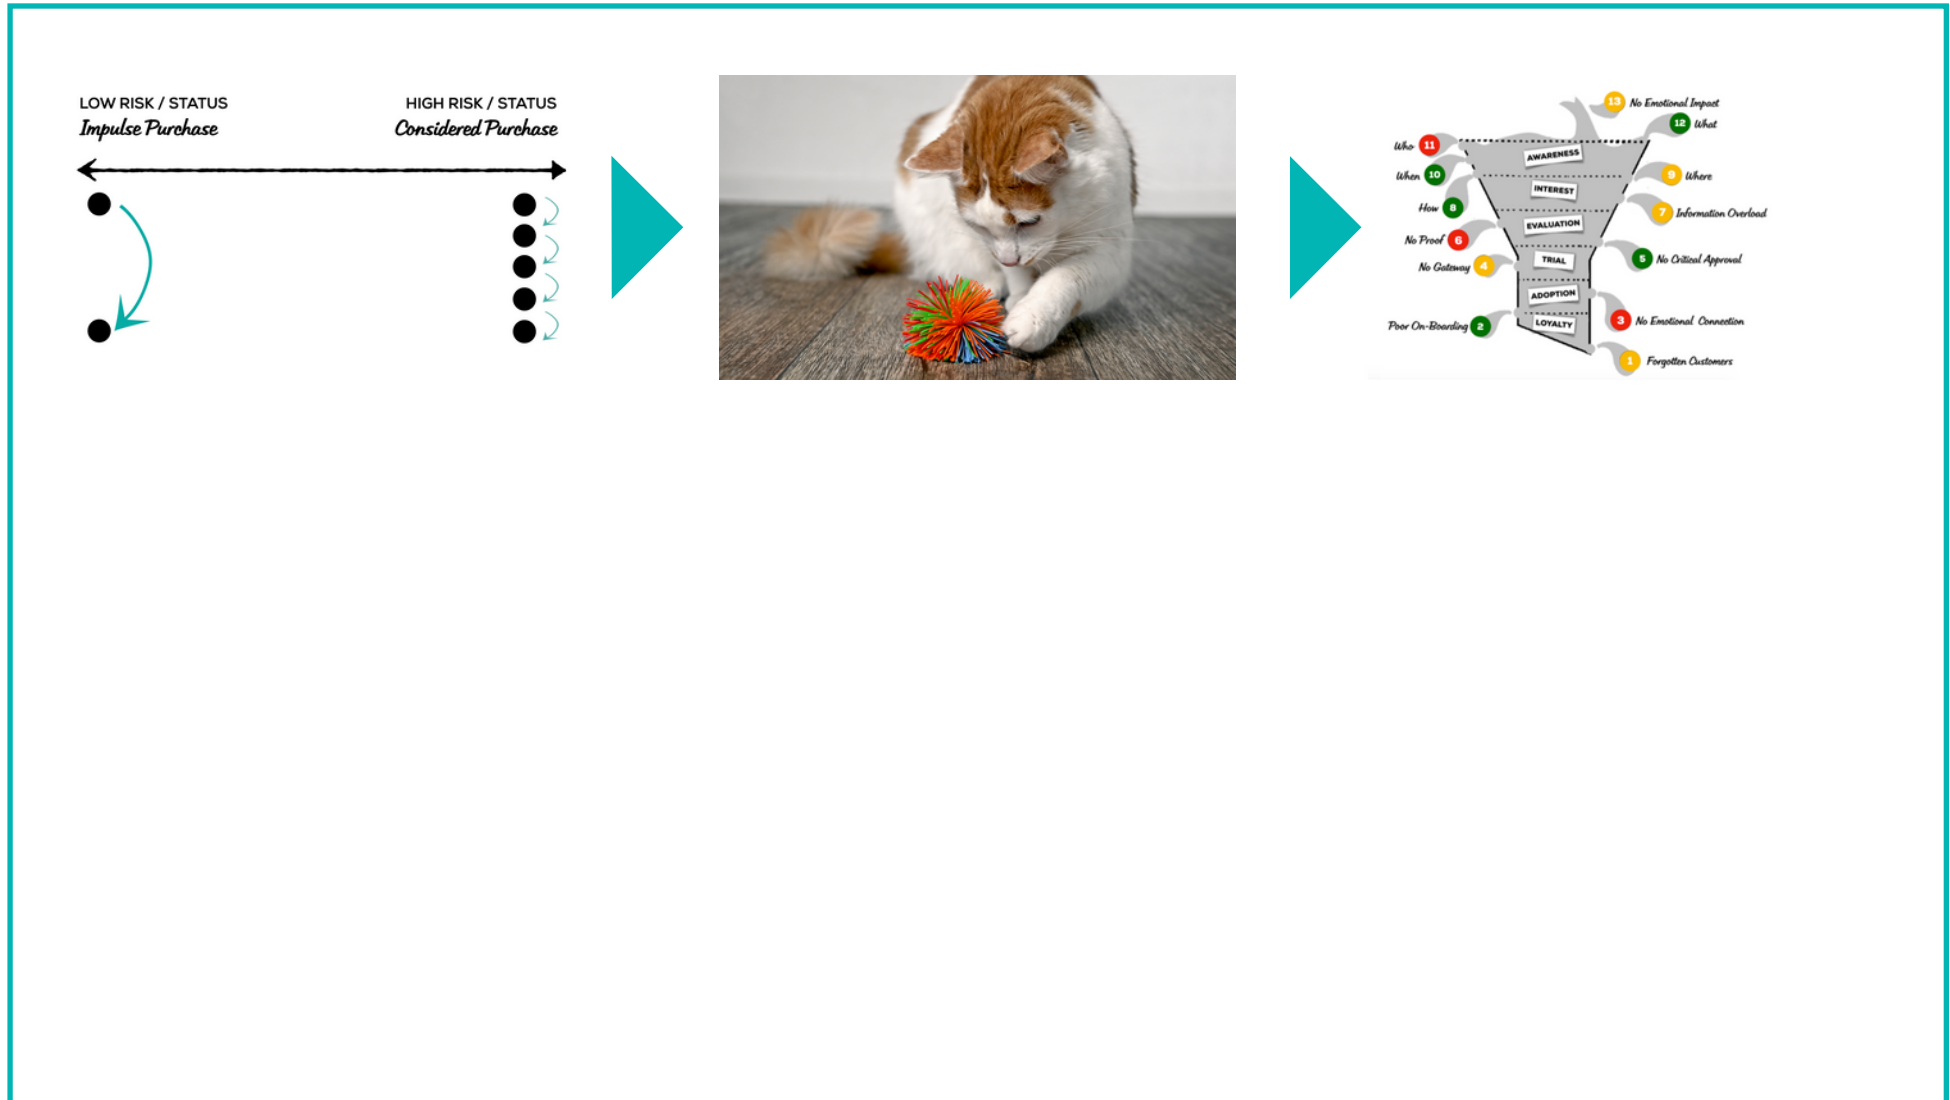 LOW RISK / STATUS
Impulse Purchase
HIGH RISK / STATUS
Considered Purchase
13 No Emotional Impact
12 What
Who 11
AWARENESS
When 10
9 Where
INTEREST
How 8
7 Information Overload
EVALUATION
No Proof 6
No Gateway 4
TRIAL
5 No Critical Approval
ADOPTION
Poor On-Boarding 2
LOYALTY
3 No Emotional Connection
1 Forgotten Customers